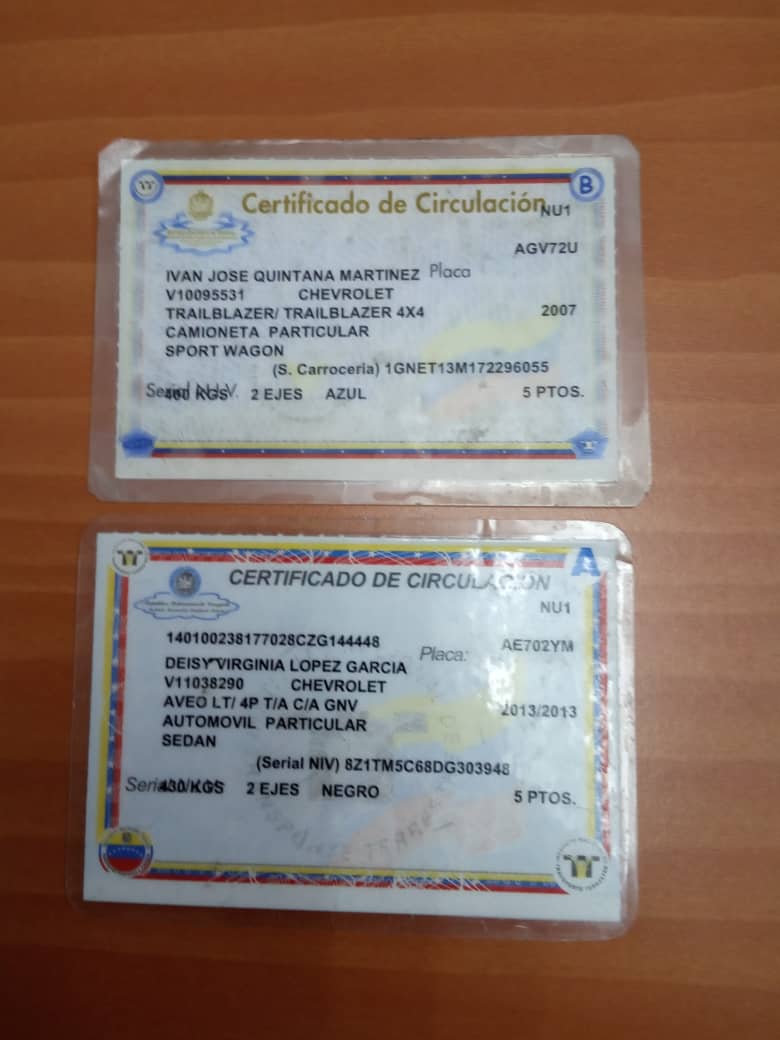 B
Certificado de Circulación
NU1
AGV72U
IVAN JOSE QUINTANA MARTINEZ Placa
V10095531 CHEVROLET
TRAILBLAZER/ TRAILBLAZER 4X4 2007
CAMIONETA PARTICULAR
SPORT WAGON
(S. Carroceria) 1GNET13M172296055
Serial N.I.V.
460 KGS 2 EJES AZUL 5 PTOS.
A
CERTIFICADO DE CIRCULACIÓN
NU1
140100238177028CZG144448
Placa: AE702YM
DEISY VIRGINIA LOPEZ GARCIA
V11038290 CHEVROLET
AVEO LT/ 4P T/A C/A GNV 2013/2013
AUTOMOVIL PARTICULAR
SEDAN
(Serial NIV) 8Z1TM5C68DG303948
430 KGS 2 EJES NEGRO 5 PTOS.